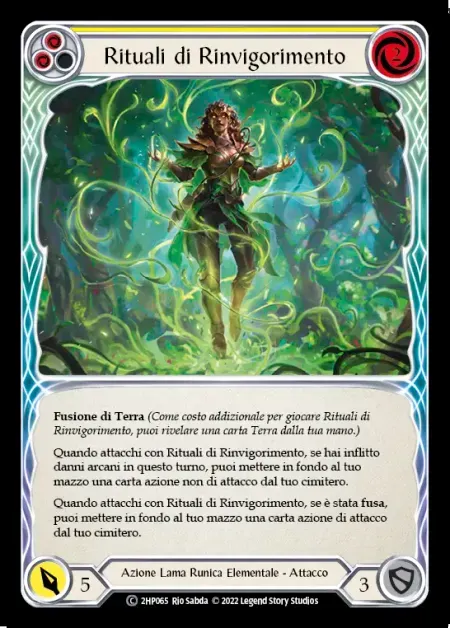 Rituali di Rinvigorimento
2
Fusione di Terra (Come costo addizionale per giocare Rituali di
Rinvigorimento, puoi rivelare una carta Terra dalla tua mano.)
Quando attacchi con Rituali di Rinvigorimento, se hai inflitto
danni arcani in questo turno, puoi mettere in fondo al tuo
mazzo una carta azione non di attacco dal tuo cimitero.
Quando attacchi con Rituali di Rinvigorimento, se è stata fusa,
puoi mettere in fondo al tuo mazzo una carta azione di attacco
dal tuo cimitero.
5
Azione Lama Runica Elementale - Attacco
3
C 2HP065 Rio Sabda © 2022 Legend Story Studios